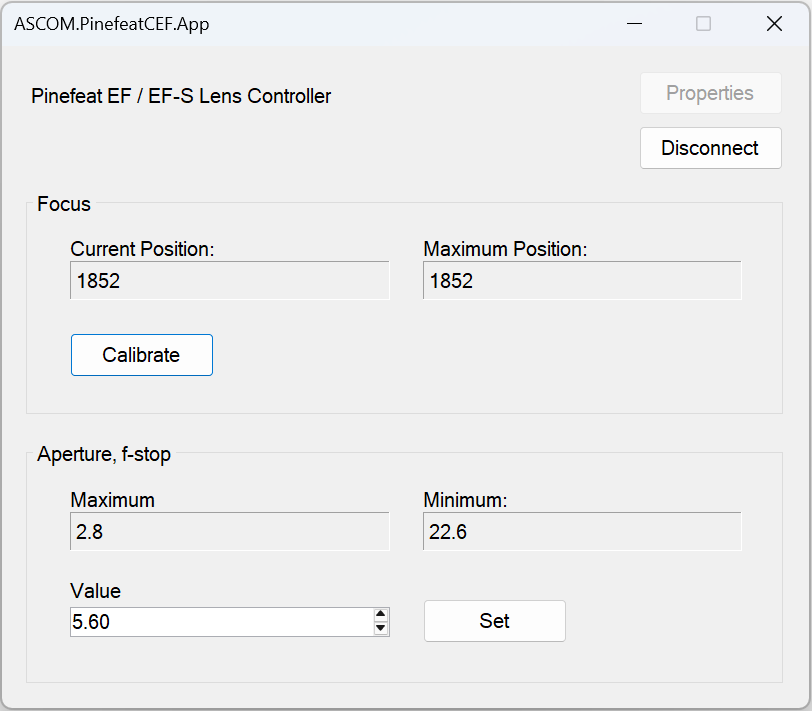 ASCOM.PinefeatCEF.App
Pinefeat EF / EF-S Lens Controller
Properties
Disconnect
Focus
Current Position:
Maximum Position:
1852
1852
Calibrate
Aperture, f-stop
Maximum
Minimum:
2.8
22.6
Value
5.60
Set